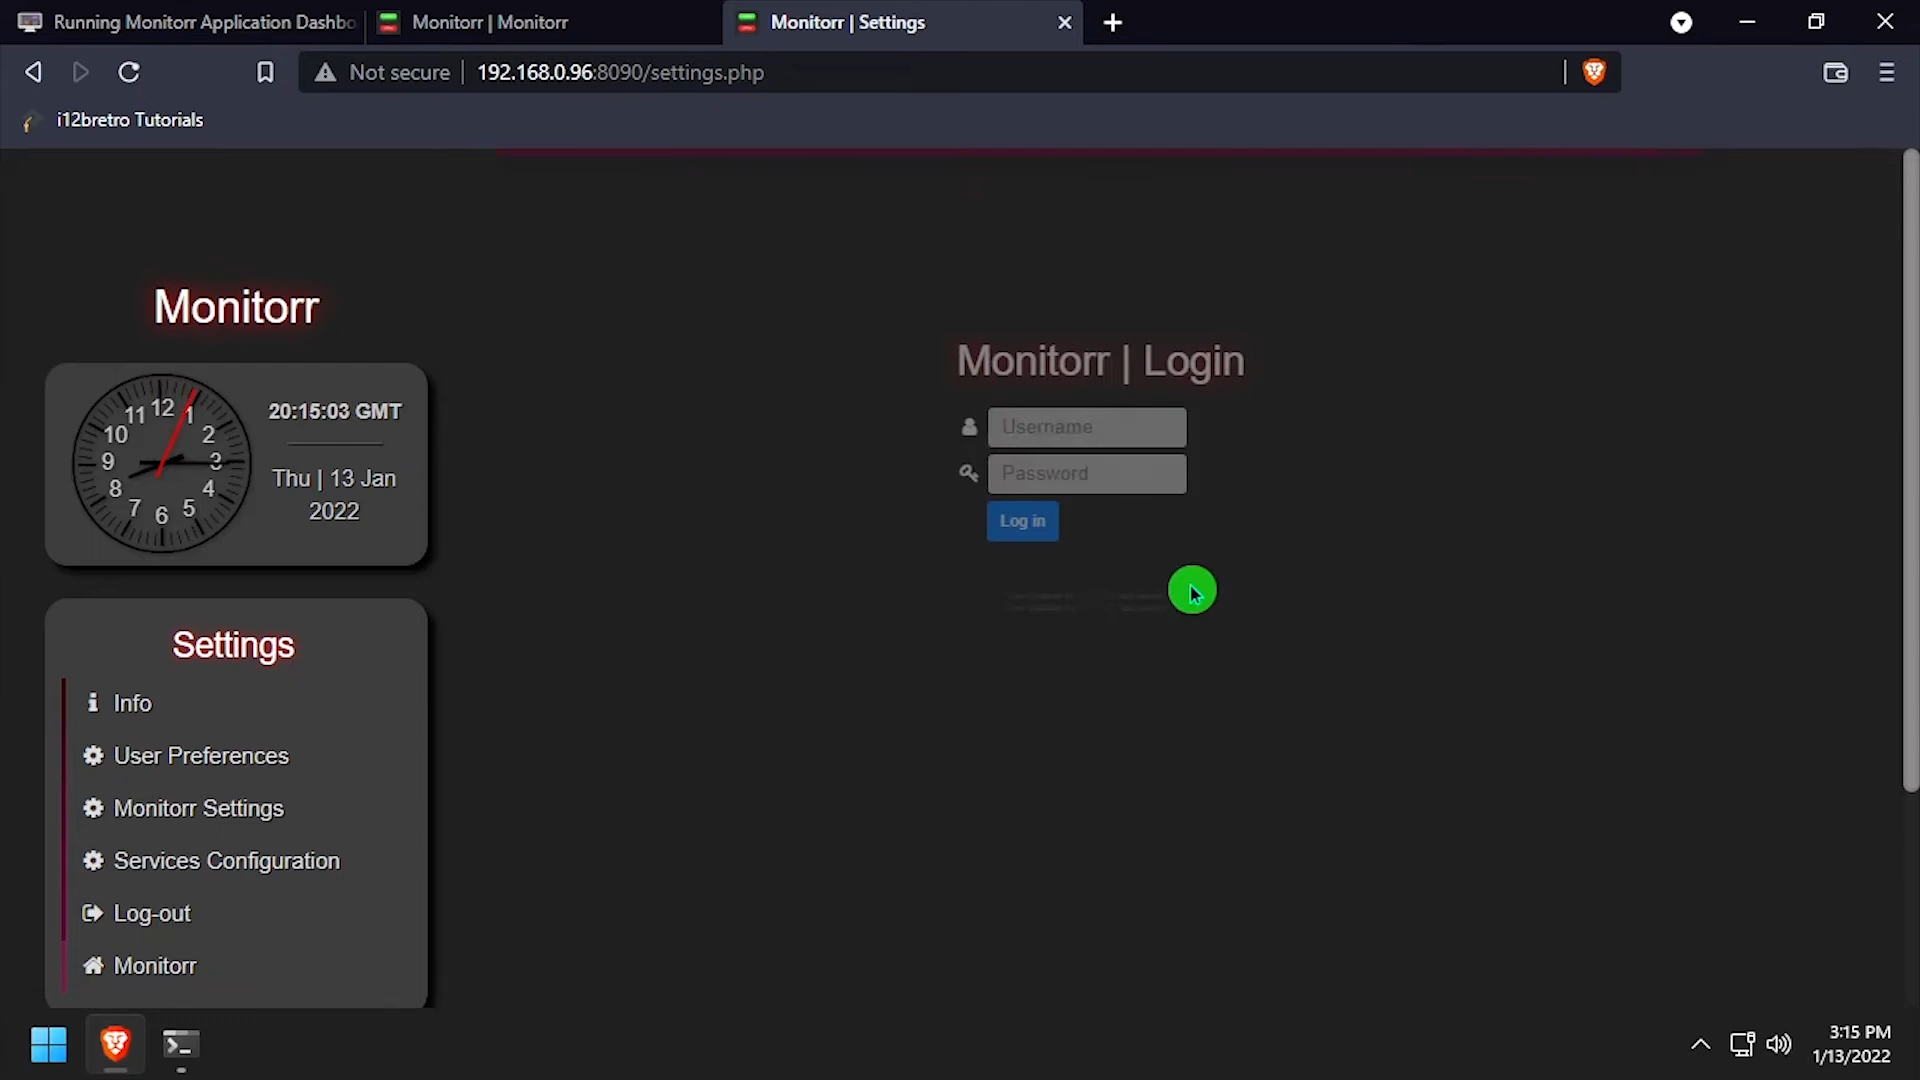 Running Monitorr Application Dashbo
Monitorr | Monitorr
Monitorr | Settings
Not secure
192.168.0.96:8090/settings.php
i12bretro Tutorials
Monitorr
12
1
2
3
4
5
6
7
8
9
10
11
20:15:03 GMT
Thu | 13 Jan
2022
Monitorr | Login
Username
Password
Log in
Settings
Info
User Preferences
Monitorr Settings
Services Configuration
Log-out
Monitorr
3:15 PM
1/13/2022